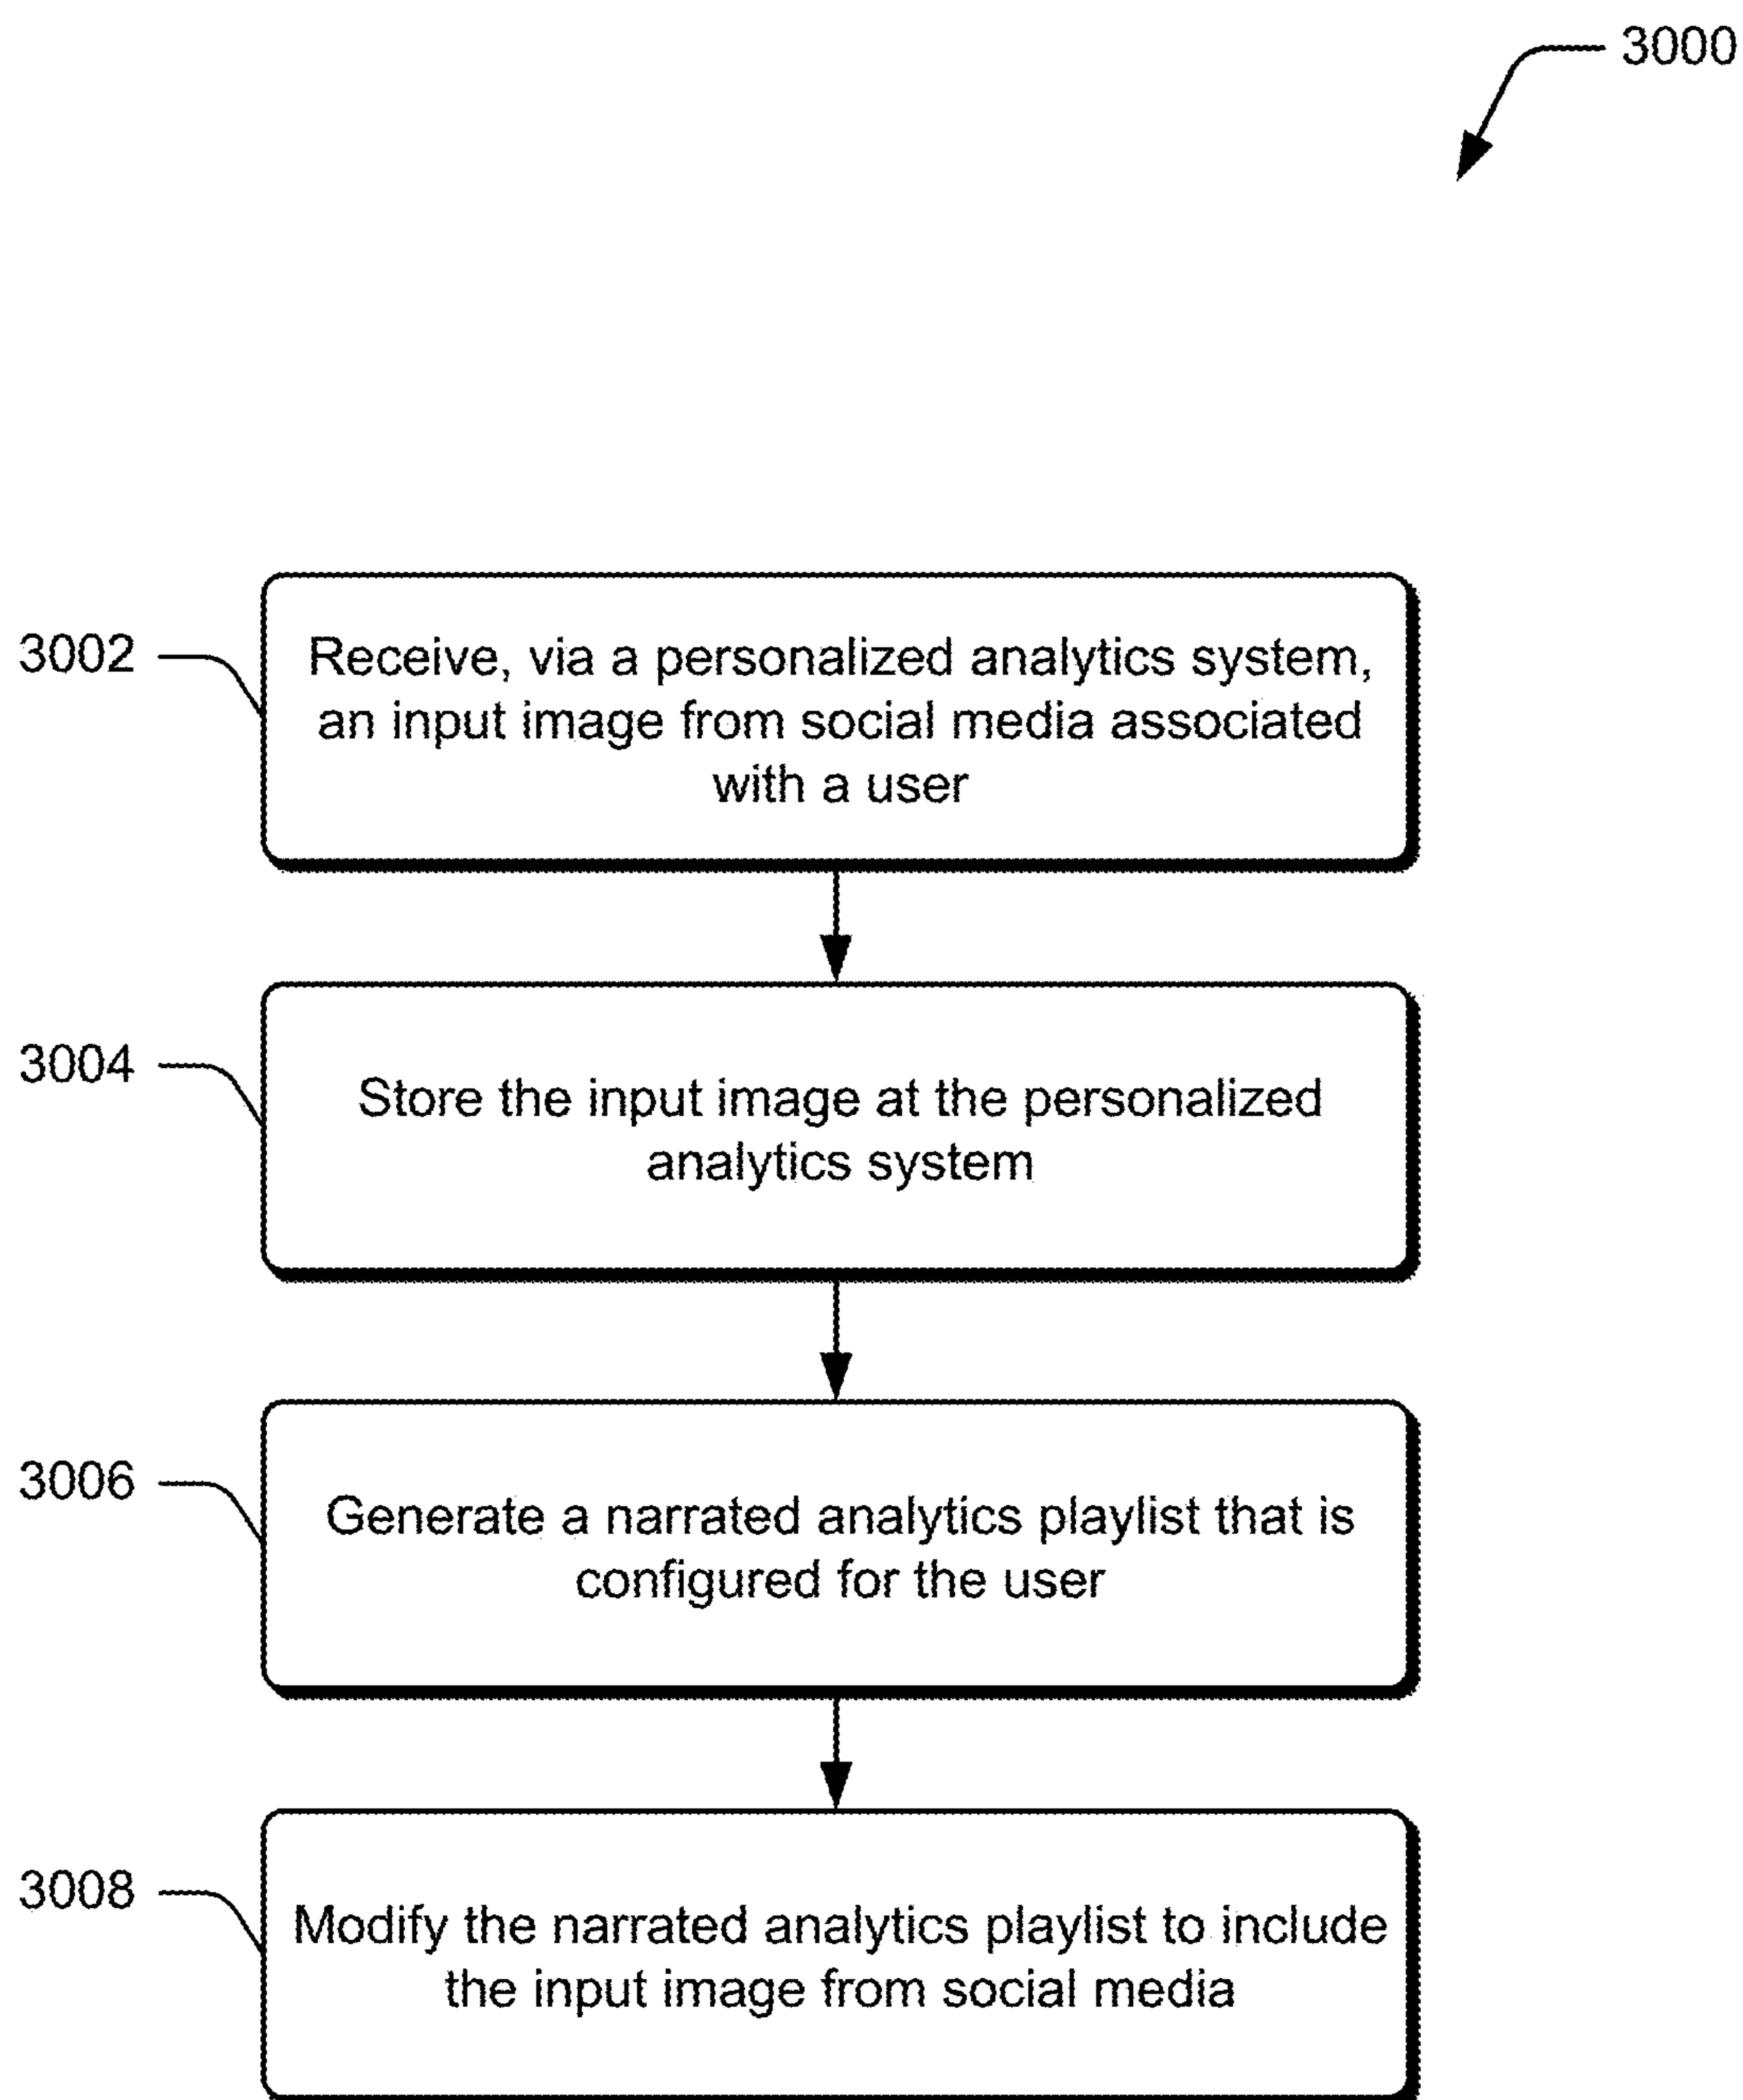 3000
3002
Receive, via a personalized analytics system,
an input image from social media associated
with a user
3004
Store the input image at the personalized
analytics system
3006
Generate a narrated analytics playlist that is
configured for the user
3008
Modify the narrated analytics playlist to include
the input image from social media